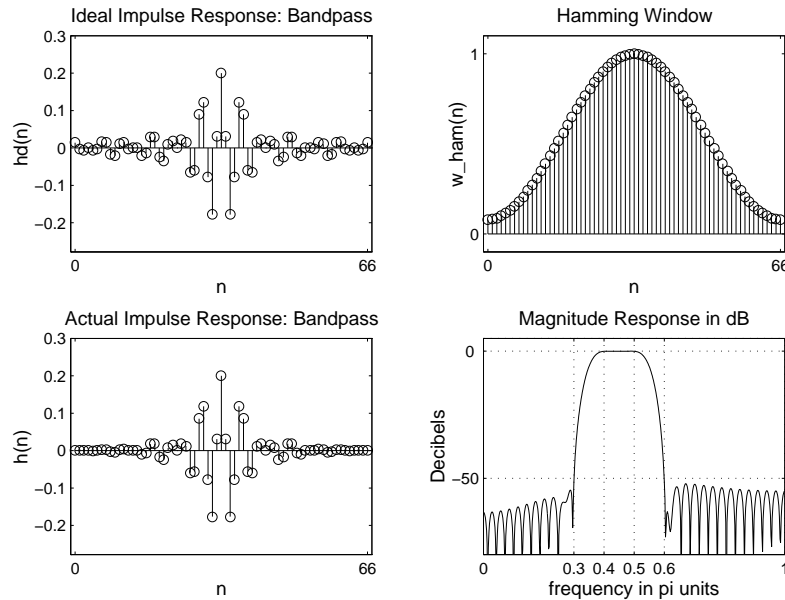 Ideal Impulse Response: Bandpass
0.3
0.2
0.1
0
−0.1
−0.2
hd(n)
0
66
n
Hamming Window
1
0
w_ham(n)
0
66
n
Actual Impulse Response: Bandpass
0.3
0.2
0.1
0
−0.1
−0.2
h(n)
0
66
n
Magnitude Response in dB
0
−50
Decibels
0
0.3
0.4
0.5
0.6
1
frequency in pi units